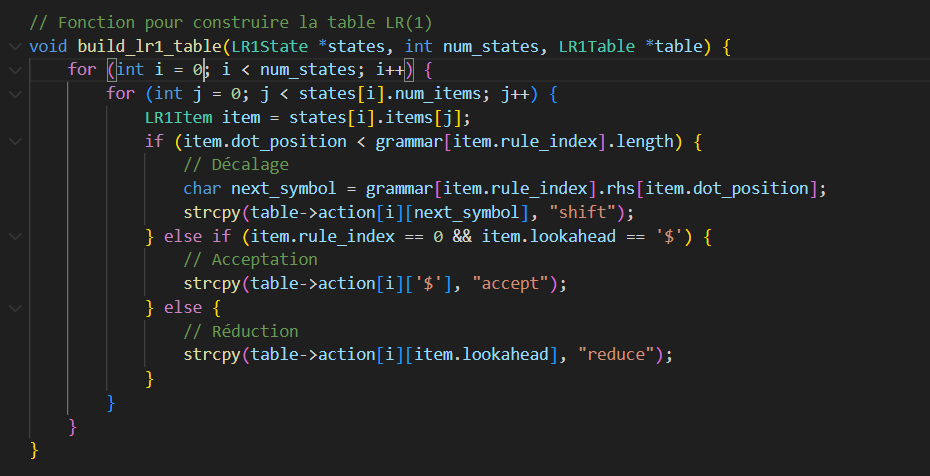 // Fonction pour construire la table LR(1)
void build_lr1_table(LR1State *states, int num_states, LR1Table *table) {
    for (int i = 0; i < num_states; i++) {
        for (int j = 0; j < states[i].num_items; j++) {
            LR1Item item = states[i].items[j];
            if (item.dot_position < grammar[item.rule_index].length) {
                // Décalage
                char next_symbol = grammar[item.rule_index].rhs[item.dot_position];
                strcpy(table->action[i][next_symbol], "shift");
            } else if (item.rule_index == 0 && item.lookahead == '$') {
                // Acceptation
                strcpy(table->action[i]['$'], "accept");
            } else {
                // Réduction
                strcpy(table->action[i][item.lookahead], "reduce");
            }
        }
    }
}